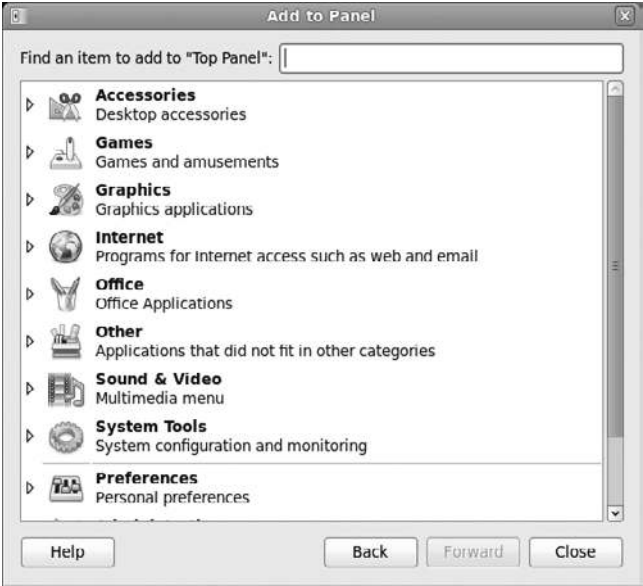 Add to Panel
Find an item to add to "Top Panel":
Accessories
Desktop accessories
Games
Games and amusements
Graphics
Graphics applications
Internet
Programs for Internet access such as web and email
Office
Office Applications
Other
Applications that did not fit in other categories
Sound & Video
Multimedia menu
System Tools
System configuration and monitoring
Preferences
Personal preferences
Help
Back
Forward
Close